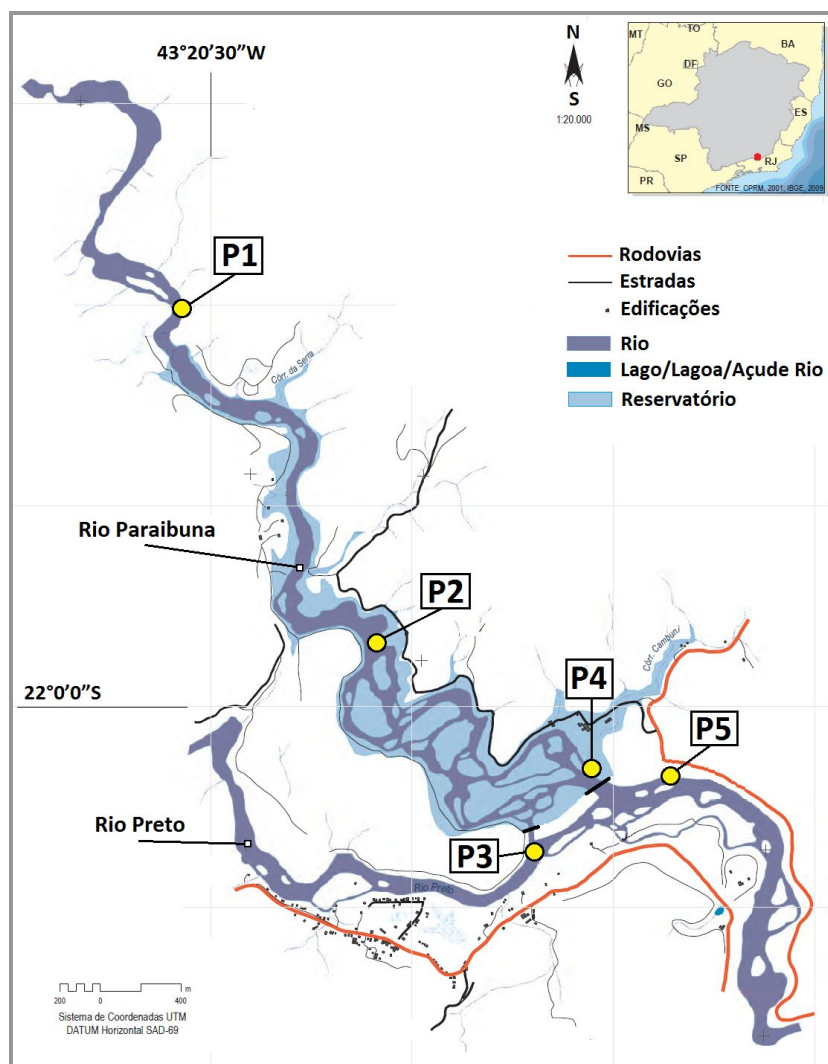 43°20'30"W
N
S
1:20.000
MT
TO
BA
DF
GO
ES
MS
SP
RJ
PR
FONTE: CPRM, 2001; IBGE, 2009
P1
Rodovias
Estradas
Edificações
Rio
Lago/Lagoa/Açude Rio
Reservatório
Córr. da Serra
Rio Paraibuna
P2
Córr. Cambuí
22°0'0"S
P4
P5
Rio Preto
P3
Rio Preto
200 0 400 m
Sistema de Coordenadas UTM
DATUM Horizontal SAD-69